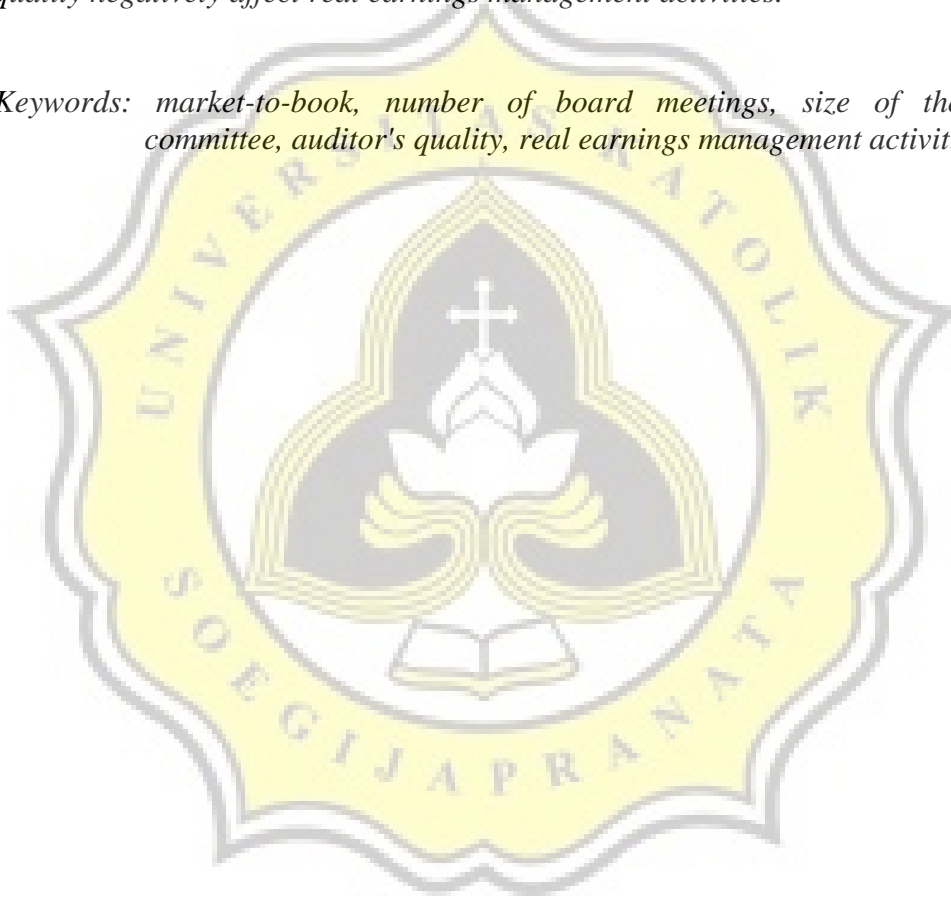 quality negatively affect real earnings management activities.
Keywords: market-to-book, number of board meetings, size of the
committee, auditor's quality, real earnings management activit
UNIVERSITAS KATOLIK
SOEGIJAPRANATA